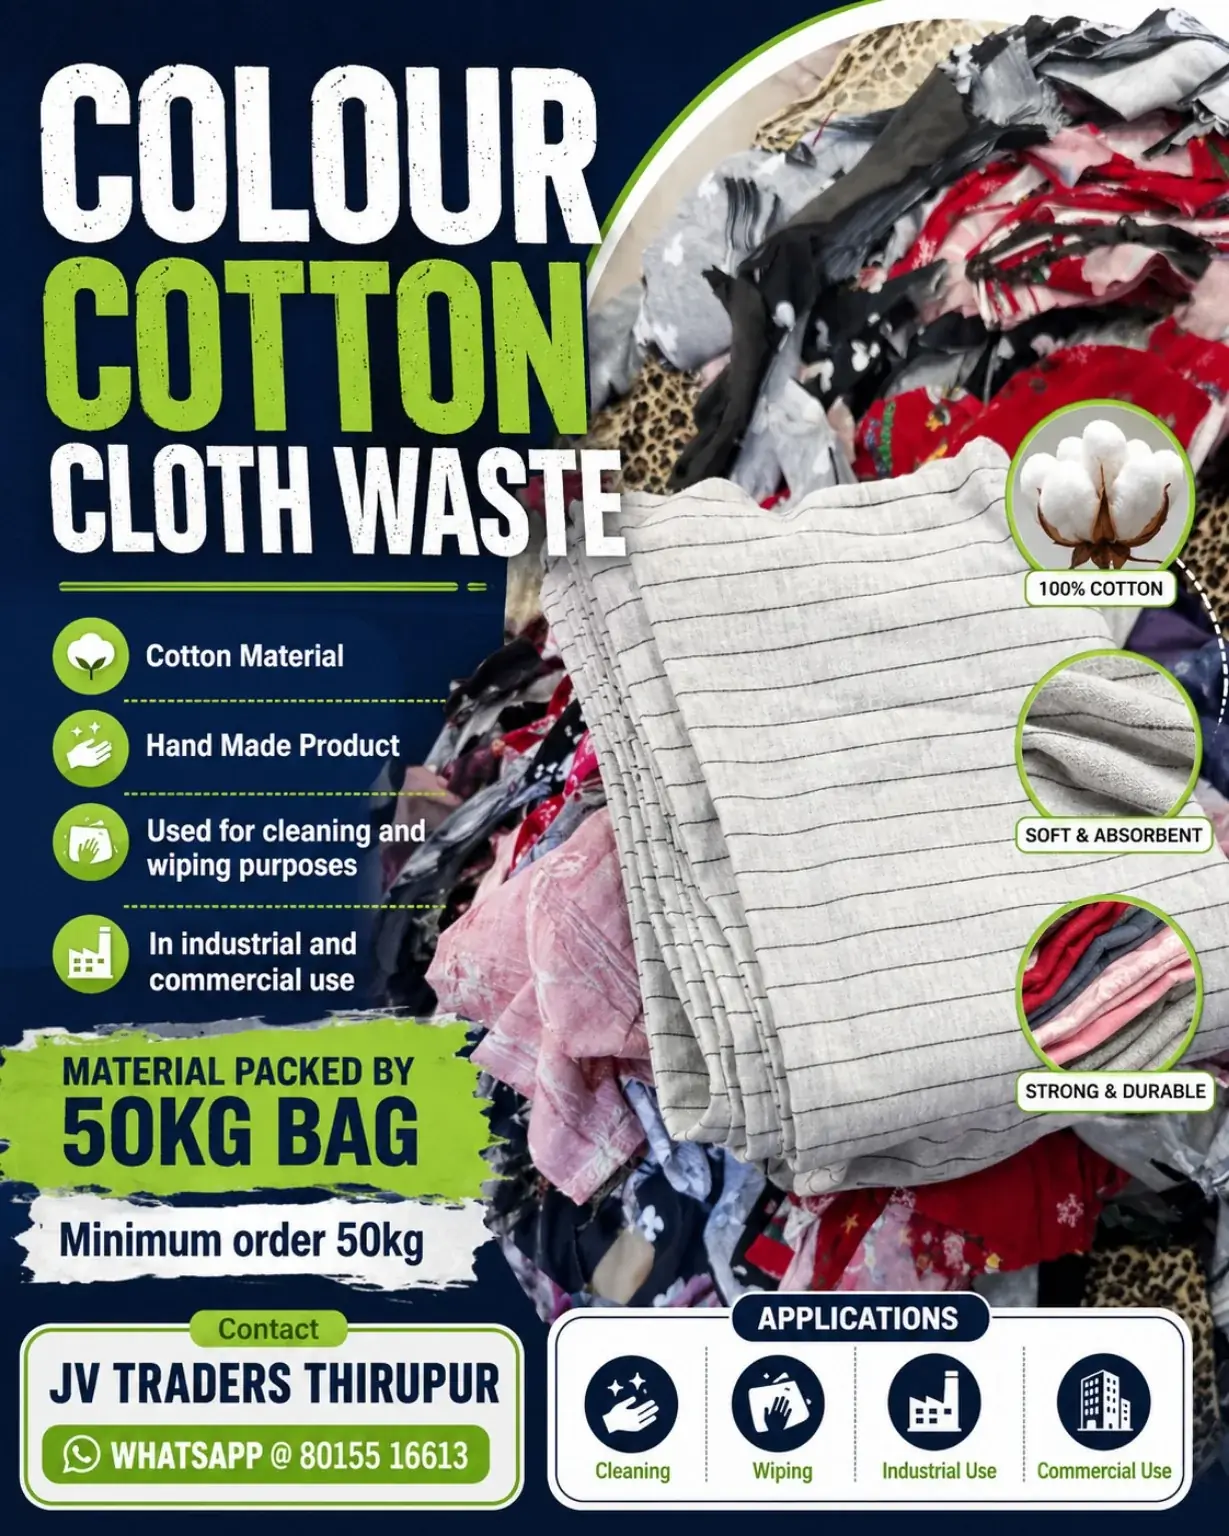 COLOUR
COTTON
CLOTH WASTE
Cotton Material
Hand Made Product
Used for cleaning and
wiping purposes
In industrial and
commercial use
100% COTTON
SOFT & ABSORBENT
STRONG & DURABLE
MATERIAL PACKED BY
50KG BAG
Minimum order 50kg
Contact
JV TRADERS THIRUPUR
WHATSAPP @ 80155 16613
APPLICATIONS
Cleaning
Wiping
Industrial Use
Commercial Use